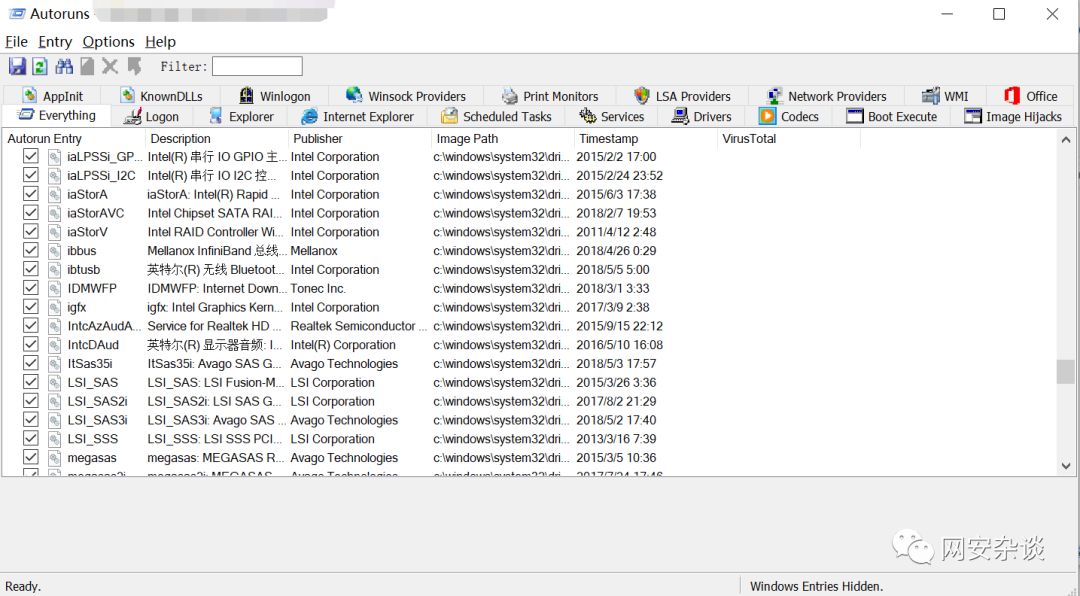 Autoruns
File Entry Options Help
Filter:
AppInit KnownDLLs Winlogon Winsock Providers Print Monitors LSA Providers Network Providers WMI Office
Everything Logon Explorer Internet Explorer Scheduled Tasks Services Drivers Codecs Boot Execute Image Hijacks
Autorun Entry Description Publisher Image Path Timestamp VirusTotal
iaLPSSi_GP... Intel(R) 串行 IO GPIO 主... Intel Corporation c:\windows\system32\dri... 2015/2/2 17:00
iaLPSSi_I2C Intel(R) 串行 IO I2C 控... Intel Corporation c:\windows\system32\dri... 2015/2/24 23:52
iaStorA iaStorA: Intel(R) Rapid ... Intel Corporation c:\windows\system32\dri... 2015/6/3 17:38
iaStorAVC Intel Chipset SATA RAI... Intel Corporation c:\windows\system32\dri... 2018/2/7 19:53
iaStorV Intel RAID Controller Wi... Intel Corporation c:\windows\system32\dri... 2011/4/12 2:48
ibbus Mellanox InfiniBand 总线... Mellanox c:\windows\system32\dri... 2018/4/26 0:29
ibtusb 英特尔(R) 无线 Bluetoot... Intel Corporation c:\windows\system32\dri... 2018/5/5 5:00
IDMWFP IDMWFP: Internet Down... Tonec Inc. c:\windows\system32\dri... 2018/3/1 3:33
igfx igfx: Intel Graphics Kern... Intel Corporation c:\windows\system32\dri... 2017/3/9 2:38
IntcAzAudA... Service for Realtek HD ... Realtek Semiconductor ... c:\windows\system32\dri... 2015/9/15 22:12
IntcDAud 英特尔(R) 显示器音频: I... Intel(R) Corporation c:\windows\system32\dri... 2016/5/10 16:08
ItSas35i ItSas35i: Avago SAS G... Avago Technologies c:\windows\system32\dri... 2018/5/3 17:57
LSI_SAS LSI_SAS: LSI Fusion-M... LSI Corporation c:\windows\system32\dri... 2015/3/26 3:36
LSI_SAS2i LSI_SAS2i: LSI SAS G... LSI Corporation c:\windows\system32\dri... 2017/8/2 21:29
LSI_SAS3i LSI_SAS3i: Avago SAS ... Avago Technologies c:\windows\system32\dri... 2018/5/2 17:40
LSI_SSS LSI_SSS: LSI SSS PCI... LSI Corporation c:\windows\system32\dri... 2013/3/16 7:39
megasas megasas: MEGASAS R... Avago Technologies c:\windows\system32\dri... 2015/3/5 10:36
megasas2i megasas2i: MEGASAS... Avago Technologies c:\windows\system32\dri... 2017/7/24 17:46
网安杂谈
Ready. Windows Entries Hidden.